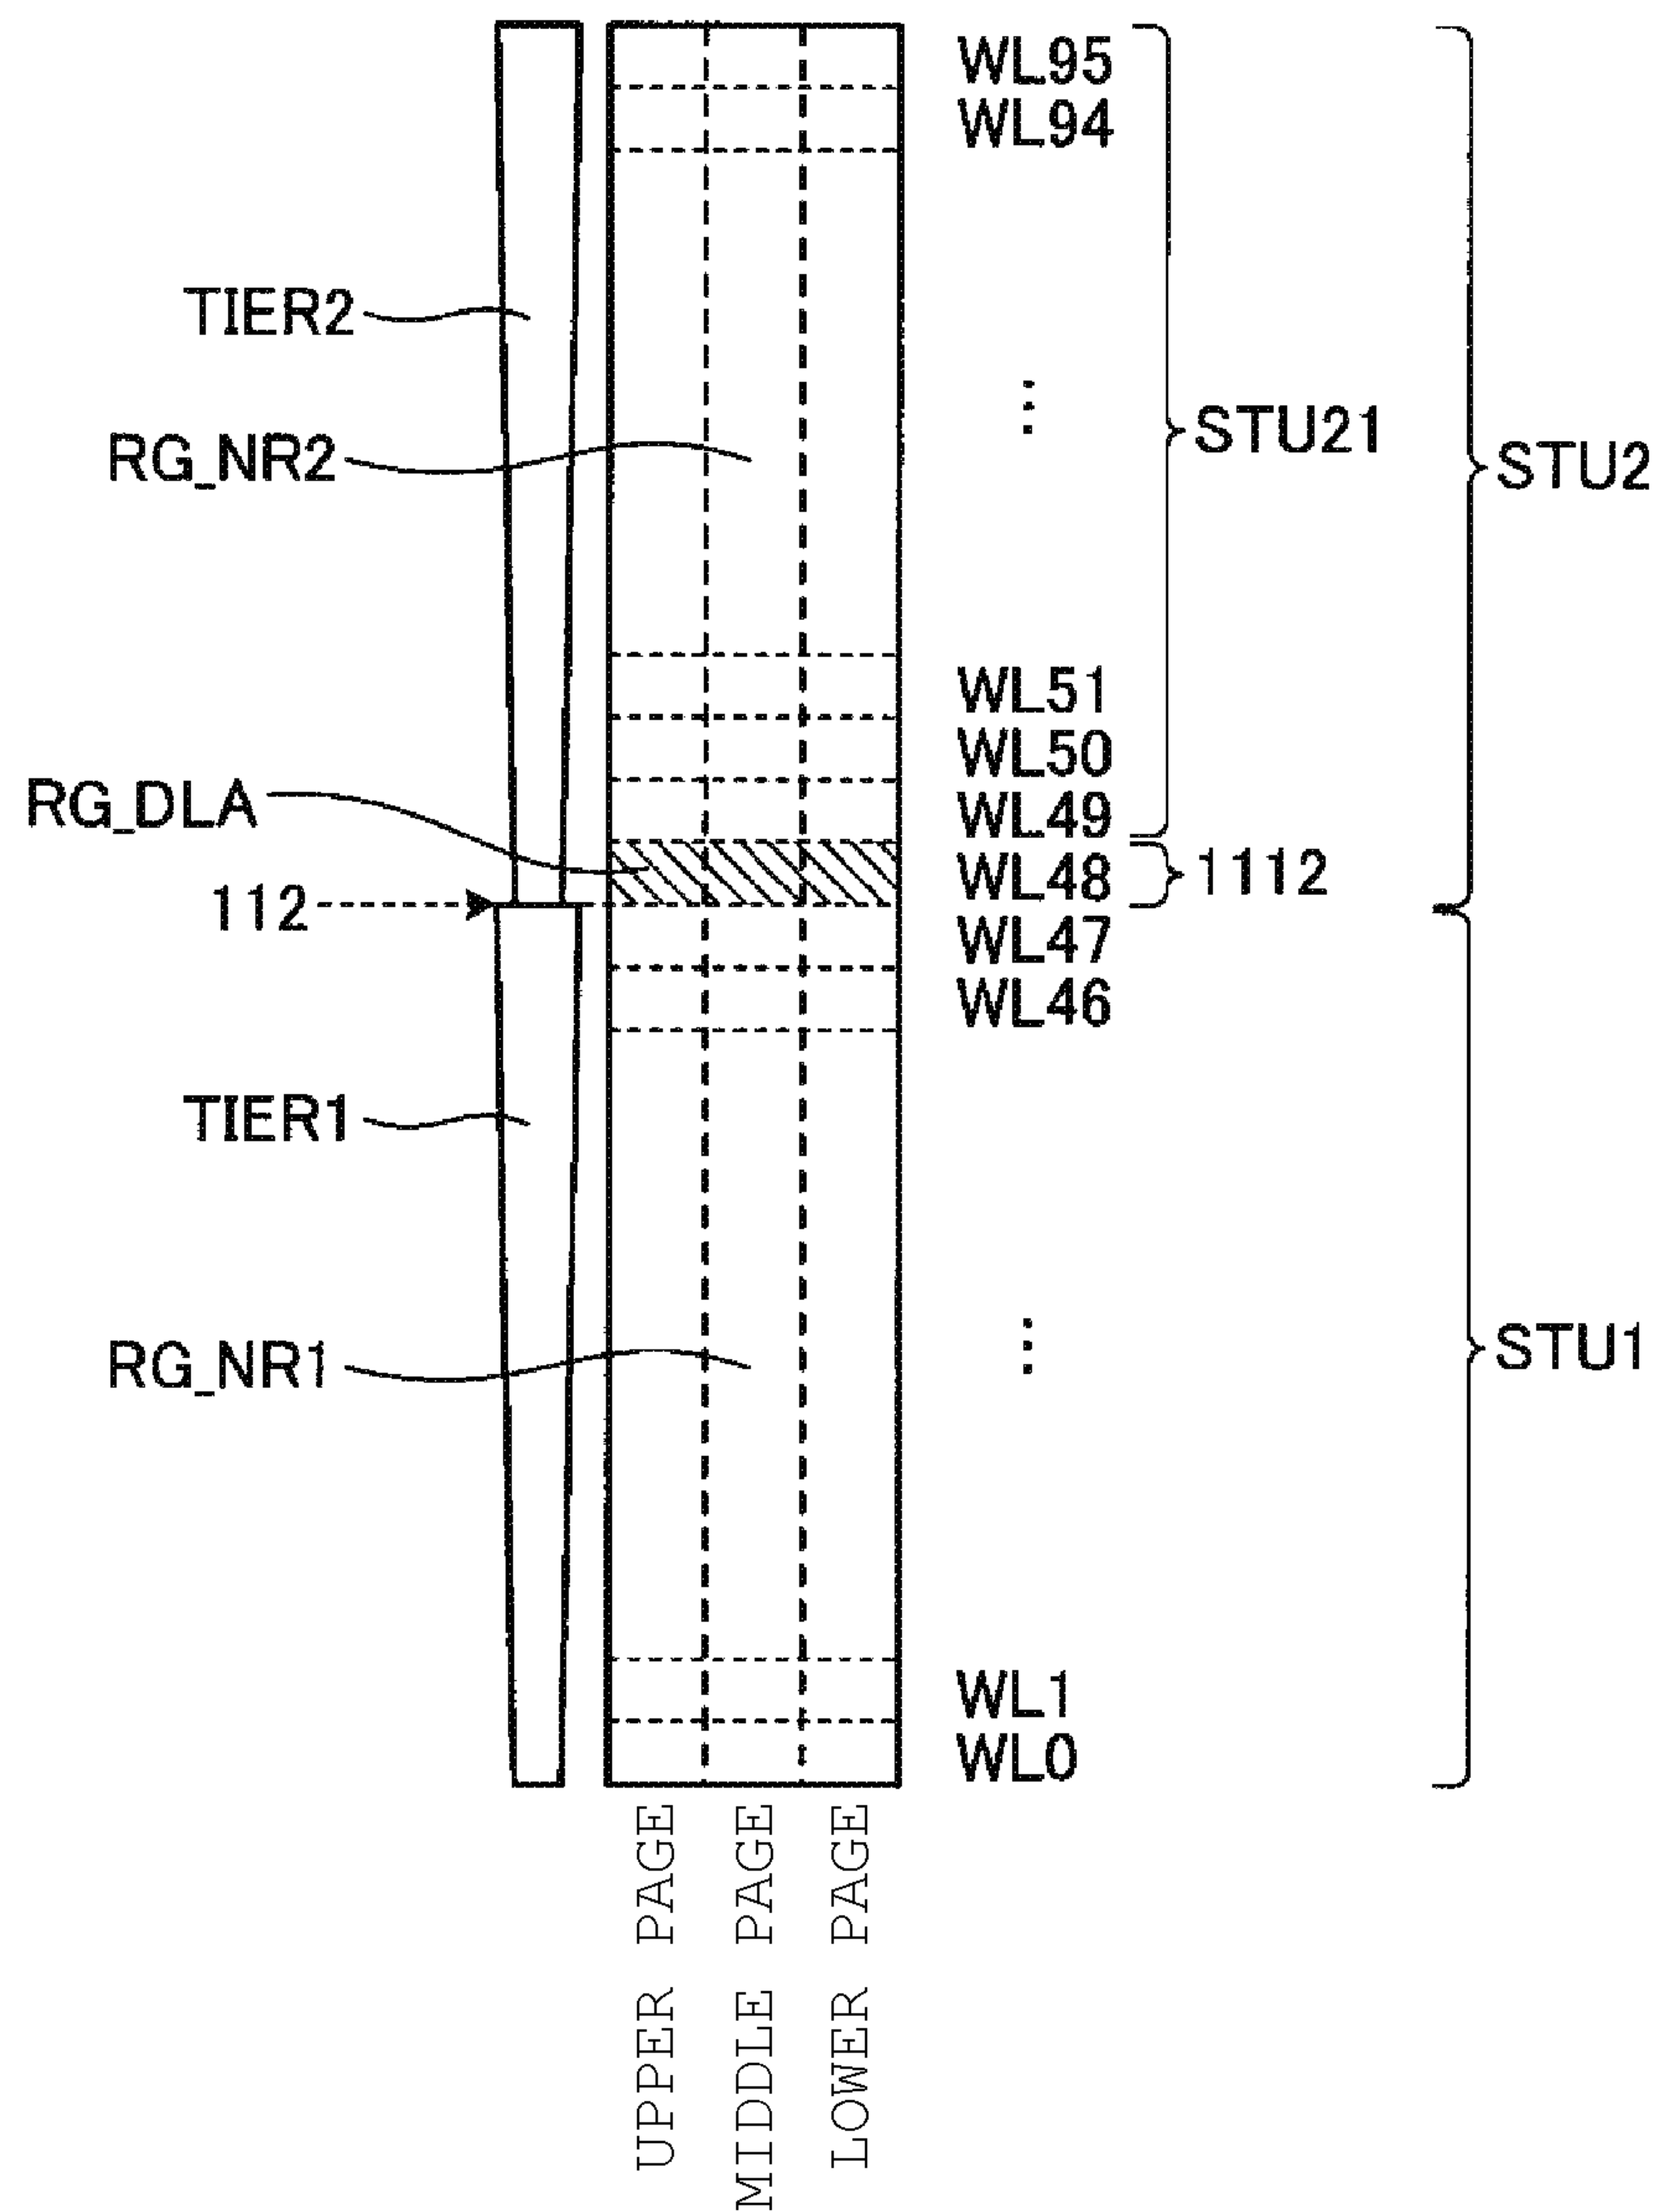 WL95
WL94
TIER2
⋮
STU21
STU2
RG_NR2
WL51
WL50
RG_DLA
WL49
WL48
1112
112
WL47
WL46
TIER1
⋮
STU1
RG_NR1
WL1
WL0
UPPER PAGE
MIDDLE PAGE
LOWER PAGE